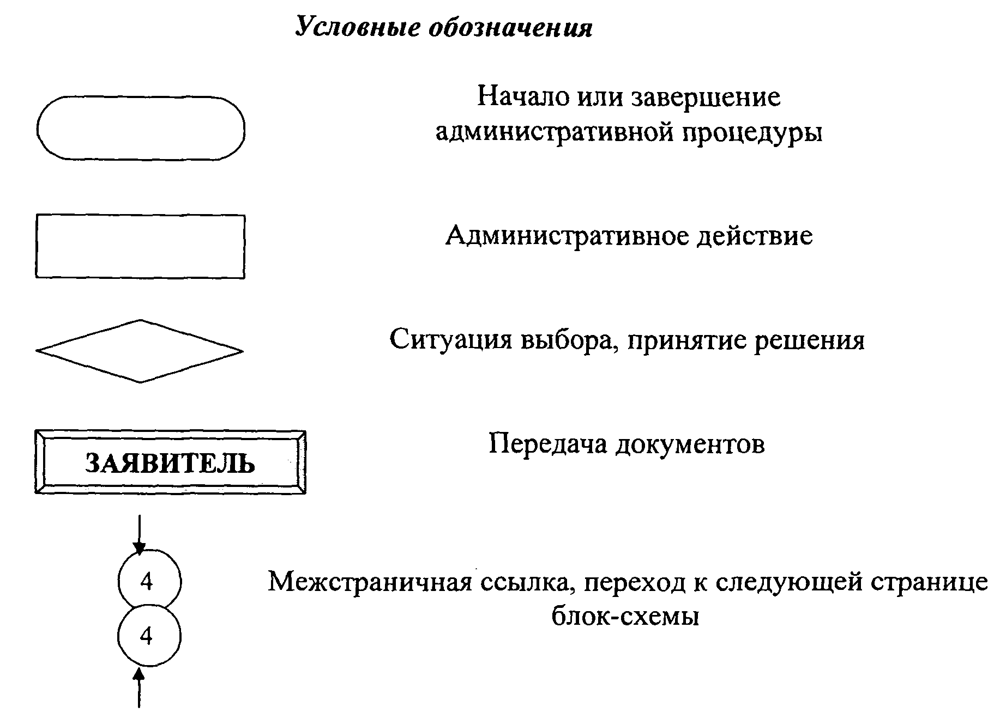 Условные обозначения
Начало или завершение
административной процедуры
Административное действие
Ситуация выбора, принятие решения
Передача документов
ЗАЯВИТЕЛЬ
4
Межстраничная ссылка, переход к следующей странице
блок-схемы
4